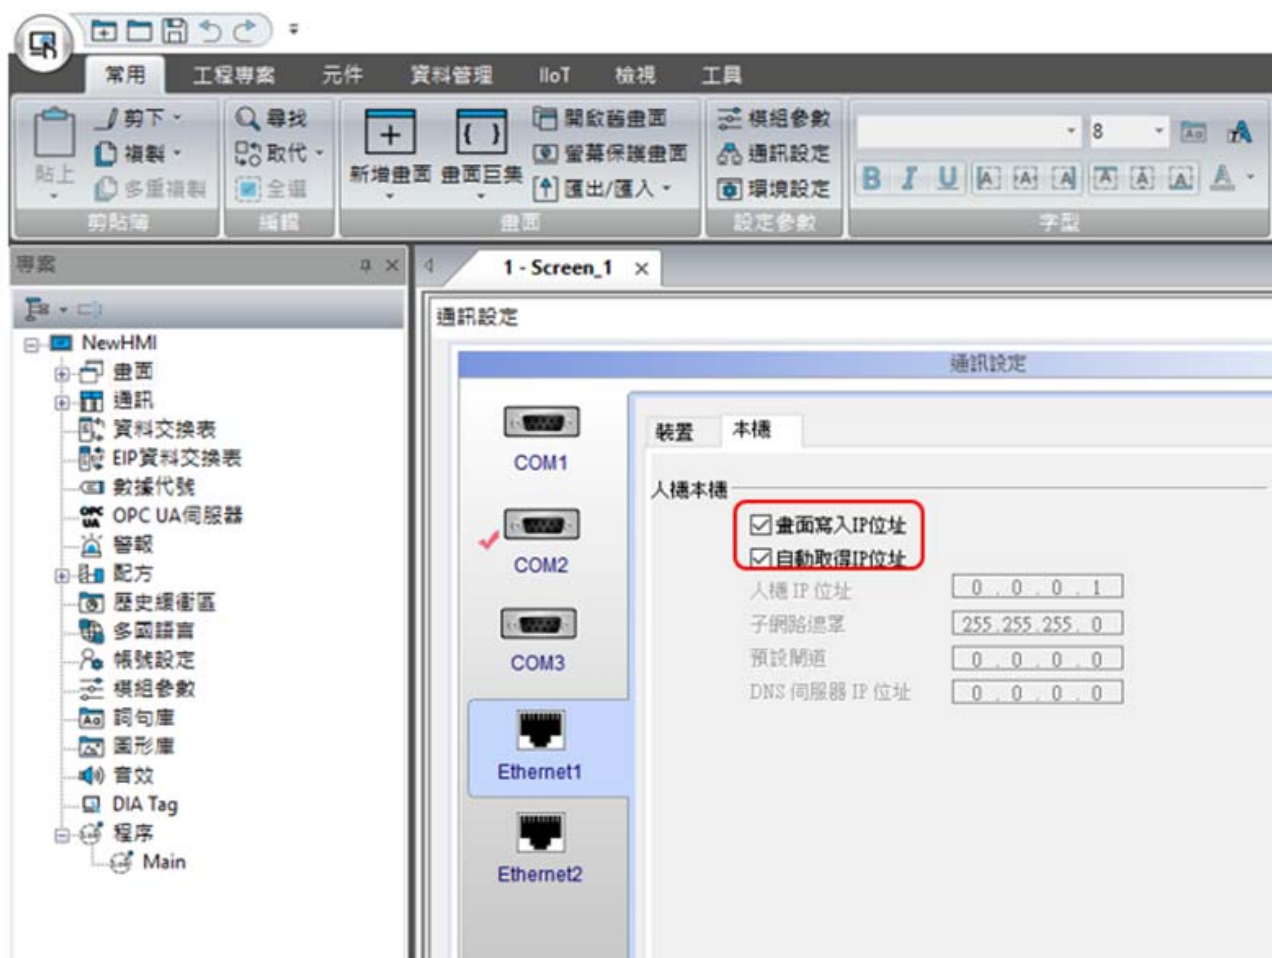 常用 工程專案 元件 資料管理 IIoT 檢視 工具
剪下 尋找 開啟舊畫面 模組參數
8
複製 取代 螢幕保護畫面 通訊設定
貼上 多重複製 全選 新增畫面 畫面巨集 匯出/匯入 環境設定
B I U
剪貼簿 編輯 畫面 設定參數 字型
專案
1 - Screen_1
通訊設定
NewHMI
畫面
通訊
資料交換表
EIP資料交換表
數據代號
OPC UA伺服器
警報
配方
歷史緩衝區
多國語言
帳號設定
模組參數
詞句庫
圖形庫
音效
DIA Tag
程序
Main
通訊設定
COM1
COM2
COM3
Ethernet1
Ethernet2
裝置 本機
人機本機
畫面寫入IP位址
自動取得IP位址
人機 IP 位址 0 . 0 . 0 . 1
子網路遮罩 255 . 255 . 255 . 0
預設閘道 0 . 0 . 0 . 0
DNS 伺服器 IP 位址 0 . 0 . 0 . 0